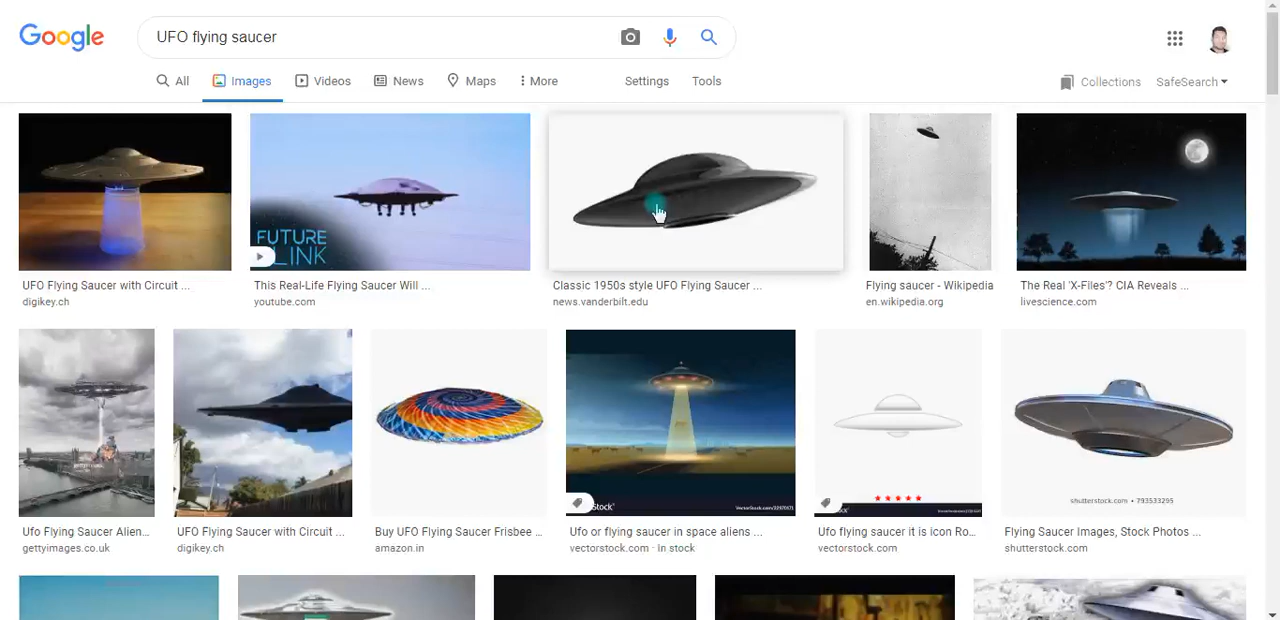 Google
UFO flying saucer
All
Images
Videos
News
Maps
More
Settings
Tools
Collections
SafeSearch
FUTURE
LINK
UFO Flying Saucer with Circuit ...
digikey.ch
This Real-Life Flying Saucer Will ...
youtube.com
Classic 1950s style UFO Flying Saucer ...
news.vanderbilt.edu
Flying saucer - Wikipedia
en.wikipedia.org
The Real 'X-Files'? CIA Reveals ...
livescience.com
Stock
VectorStock.com/22970171
shutterstock.com • 793533295
Ufo Flying Saucer Alien...
gettyimages.co.uk
UFO Flying Saucer with Circuit ...
digikey.ch
Buy UFO Flying Saucer Frisbee ...
amazon.in
Ufo or flying saucer in space aliens ...
vectorstock.com · In stock
Ufo flying saucer it is icon Ro...
vectorstock.com
Flying Saucer Images, Stock Photos ...
shutterstock.com